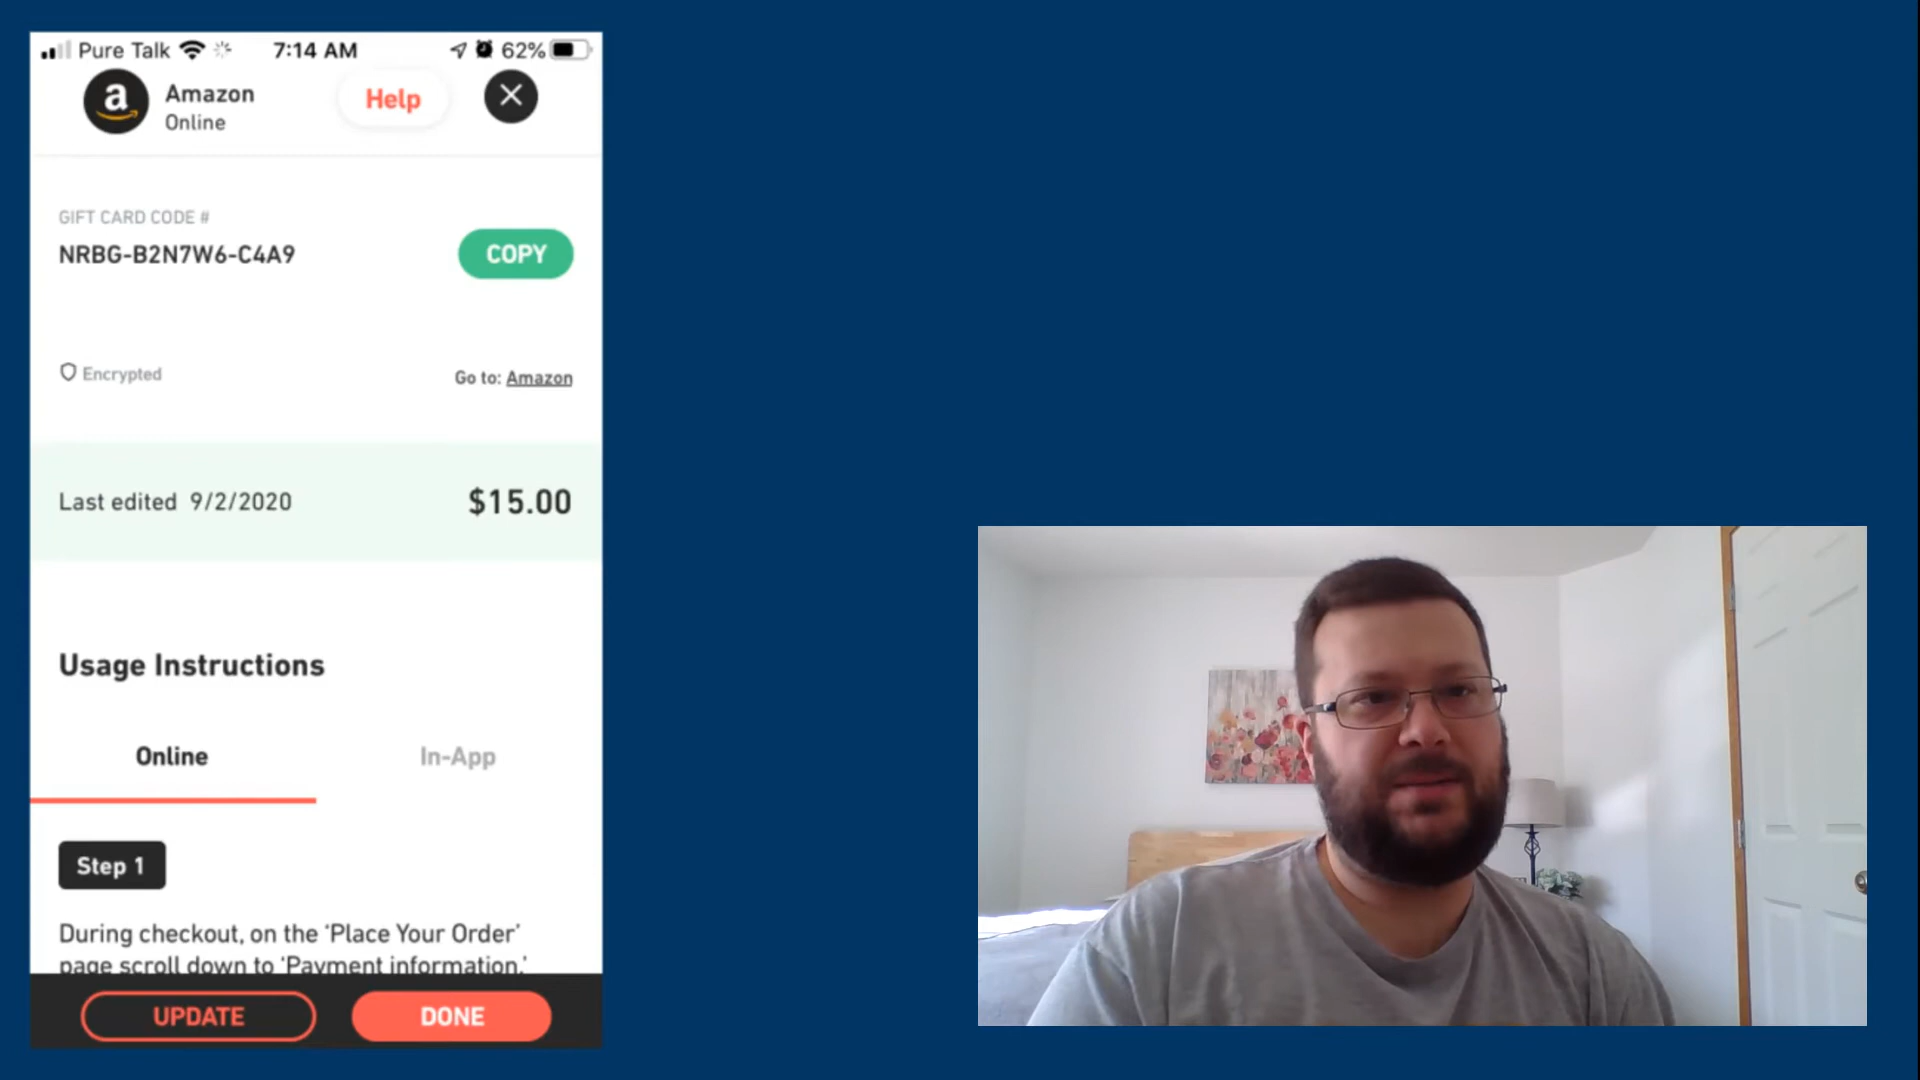 Pure Talk 7:14 AM 62%
a Amazon Help
Online
GIFT CARD CODE #
NRBG-B2N7W6-C4A9 COPY
Encrypted Go to: Amazon
Last edited 9/2/2020 $15.00
Usage Instructions
Online In-App
Step 1
During checkout, on the ‘Place Your Order’
page scroll down to ‘Payment information.’
UPDATE DONE